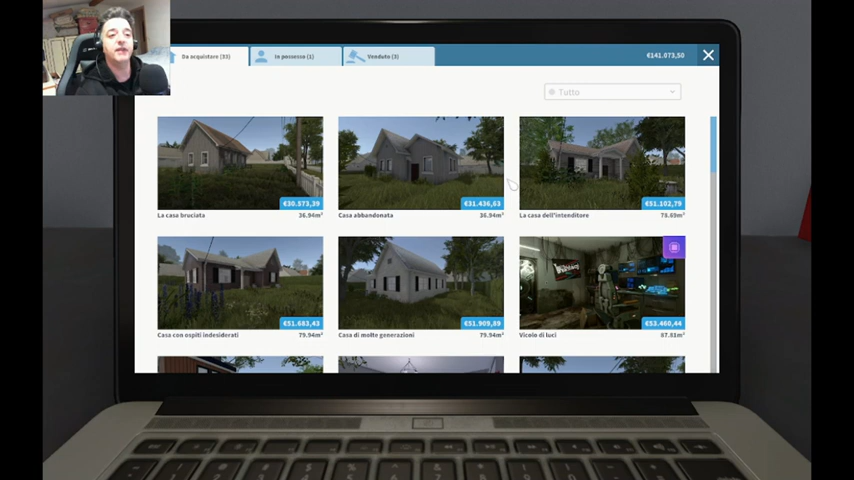 Da acquistare (33)
In possesso (1)
Venduto (3)
€141.073,50
Tutto
€30.573,39
La casa bruciata
36.94m²
€31.436,63
Casa abbandonata
36.94m²
€51.102,79
La casa dell'intenditore
78.69m²
€51.683,43
Casa con ospiti indesiderati
79.94m²
€51.909,89
Casa di molte generazioni
79.94m²
€53.460,44
Vicolo di luci
87.81m²